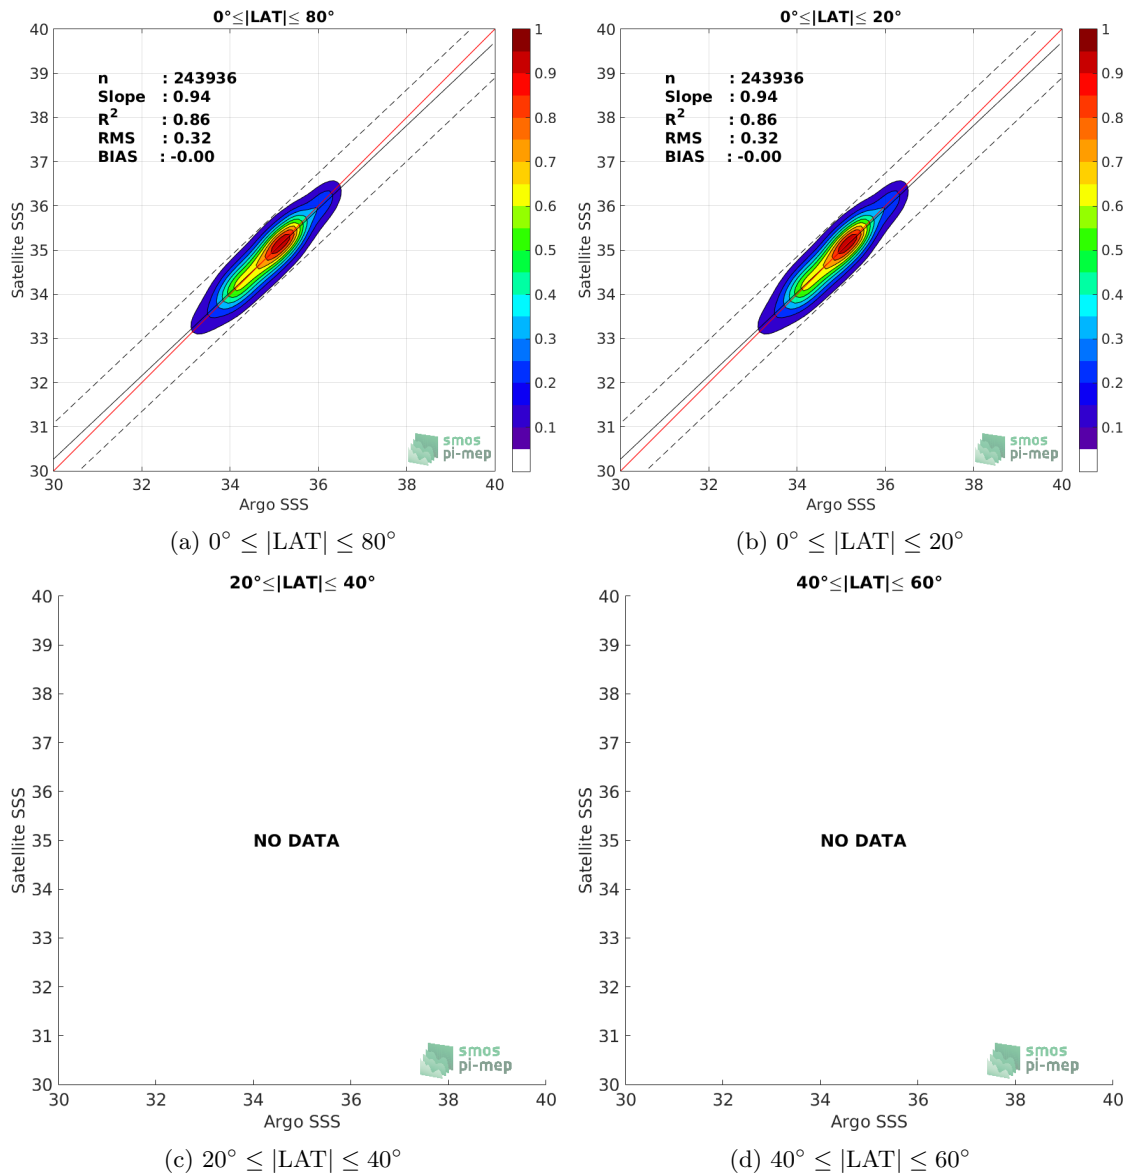 0°≤|LAT|≤ 80°
40
39
38
37
36
35
34
33
32
31
30
Satellite SSS
n : 243936
Slope : 0.94
R² : 0.86
RMS : 0.32
BIAS : -0.00
smos
pi-mep
30 32 34 36 38 40
Argo SSS
1
0.9
0.8
0.7
0.6
0.5
0.4
0.3
0.2
0.1
(a) 0° ≤ |LAT| ≤ 80°
0°≤|LAT|≤ 20°
40
39
38
37
36
35
34
33
32
31
30
Satellite SSS
n : 243936
Slope : 0.94
R² : 0.86
RMS : 0.32
BIAS : -0.00
smos
pi-mep
30 32 34 36 38 40
Argo SSS
1
0.9
0.8
0.7
0.6
0.5
0.4
0.3
0.2
0.1
(b) 0° ≤ |LAT| ≤ 20°
20°≤|LAT|≤ 40°
40
39
38
37
36
35
34
33
32
31
30
Satellite SSS
NO DATA
smos
pi-mep
30 32 34 36 38 40
Argo SSS
(c) 20° ≤ |LAT| ≤ 40°
40°≤|LAT|≤ 60°
40
39
38
37
36
35
34
33
32
31
30
Satellite SSS
NO DATA
smos
pi-mep
30 32 34 36 38 40
Argo SSS
(d) 40° ≤ |LAT| ≤ 60°